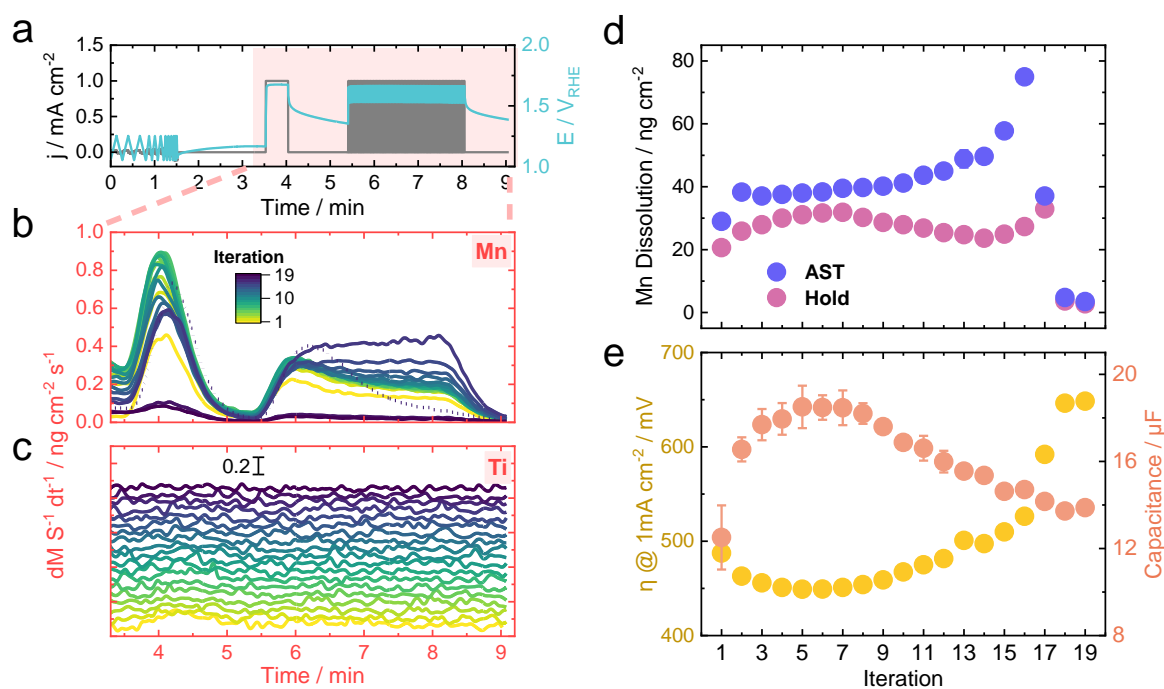 a
j / mA cm-2
1.5
1.0
0.5
0.0
2.0
1.5
1.0
E / VRHE
0 1 2 3 4 5 6 7 8 9
Time / min
b
Mn
1.0
0.8
0.6
0.4
0.2
0.0
Iteration
19
10
1
c
Ti
0.2
dM S-1 dt-1 / ng cm-2 s-1
4 5 6 7 8 9
Time / min
d
Mn Dissolution / ng cm-2
80
60
40
20
0
AST
Hold
e
η @ 1mA cm-2 / mV
700
600
500
400
20
16
12
8
Capacitance / µF
1 3 5 7 9 11 13 15 17 19
Iteration